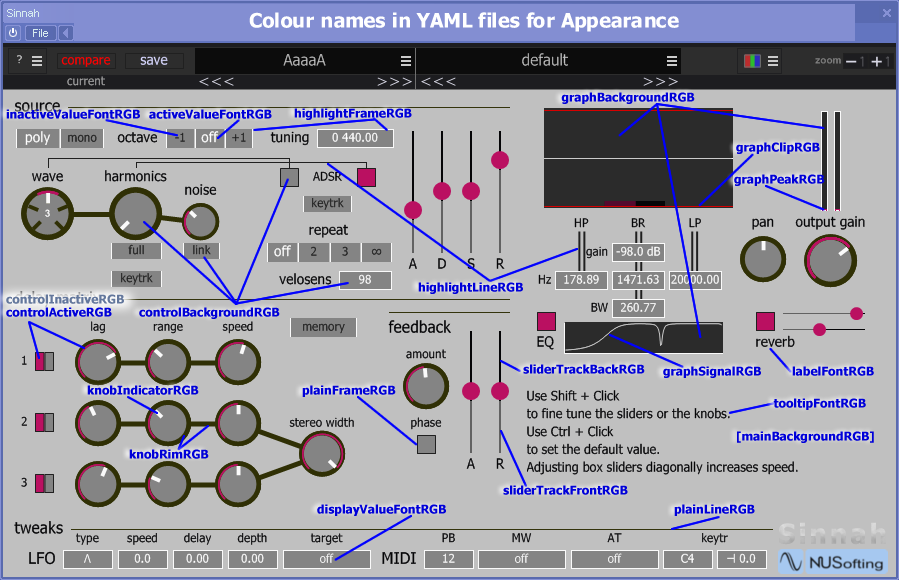 Sinnah
Colour names in YAML files for Appearance
File
? compare save AaaaA default zoom 1 1
current <<< >>> <<< >>>
source
graphBackgroundRGB
inactiveValueFontRGB activeValueFontRGB highlightFrameRGB
poly mono octave -1 off +1 tuning 0 440.00
graphClipRGB
wave harmonics noise ADSR
graphPeakRGB
3
keytrk
repeat
HP BR LP pan output gain
full link off 2 3 ∞
gain -98.0 dB
keytrk velosens 98 A D S R
Hz 178.89 1471.63 20000.00
highlightLineRGB
controlInactiveRGB
controlActiveRGB controlBackgroundRGB
BW 260.77
lag range speed memory feedback
EQ reverb
1 amount
sliderTrackBackRGB graphSignalRGB labelFontRGB
knobIndicatorRGB plainFrameRGB
Use Shift + Click
to fine tune the sliders or the knobs.
tooltipFontRGB
2 stereo width phase
Use Ctrl + Click
to set the default value.
[mainBackgroundRGB]
knobRimRGB
A R
Adjusting box sliders diagonally increases speed.
3
sliderTrackFrontRGB
displayValueFontRGB plainLineRGB
tweaks
type speed delay depth target PB MW AT keytr
Sinnah
LFO Λ 0.0 0.00 0.00 off MIDI 12 off off C4 ⊣ 0.0
NUSofting